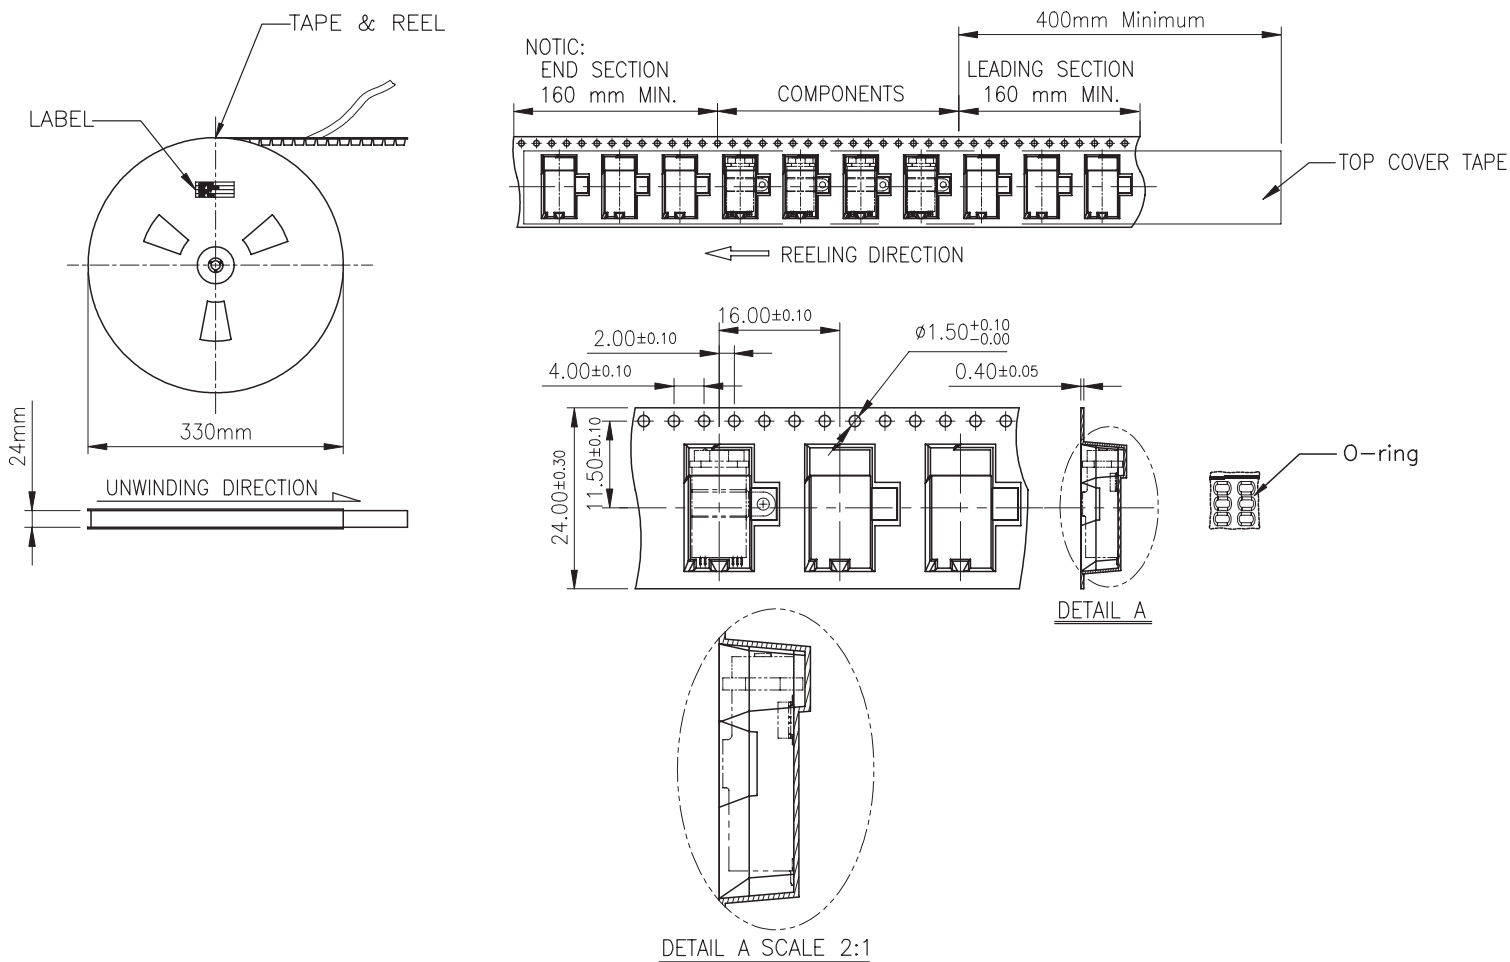 TAPE & REEL
LABEL
330mm
24mm
UNWINDING DIRECTION
NOTIC:
END SECTION
160 mm MIN.
COMPONENTS
400mm Minimum
LEADING SECTION
160 mm MIN.
TOP COVER TAPE
REELING DIRECTION
16.00±0.10
2.00±0.10
4.00±0.10
ø1.50+0.10
-0.00
0.40±0.05
24.00±0.30
11.50±0.10
O-ring
DETAIL A
DETAIL A SCALE 2:1